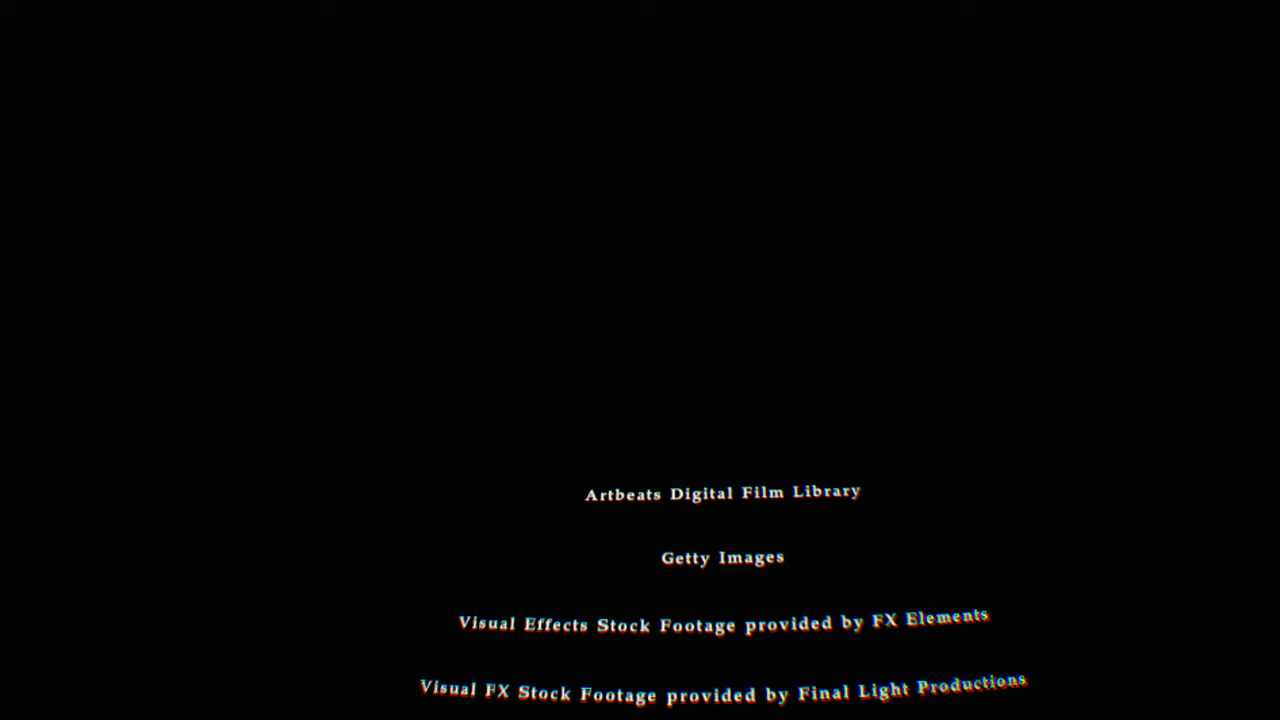 Artbeats Digital Film Library
Getty Images
Visual Effects Stock Footage provided by FX Elements
Visual FX Stock Footage provided by Final Light Productions